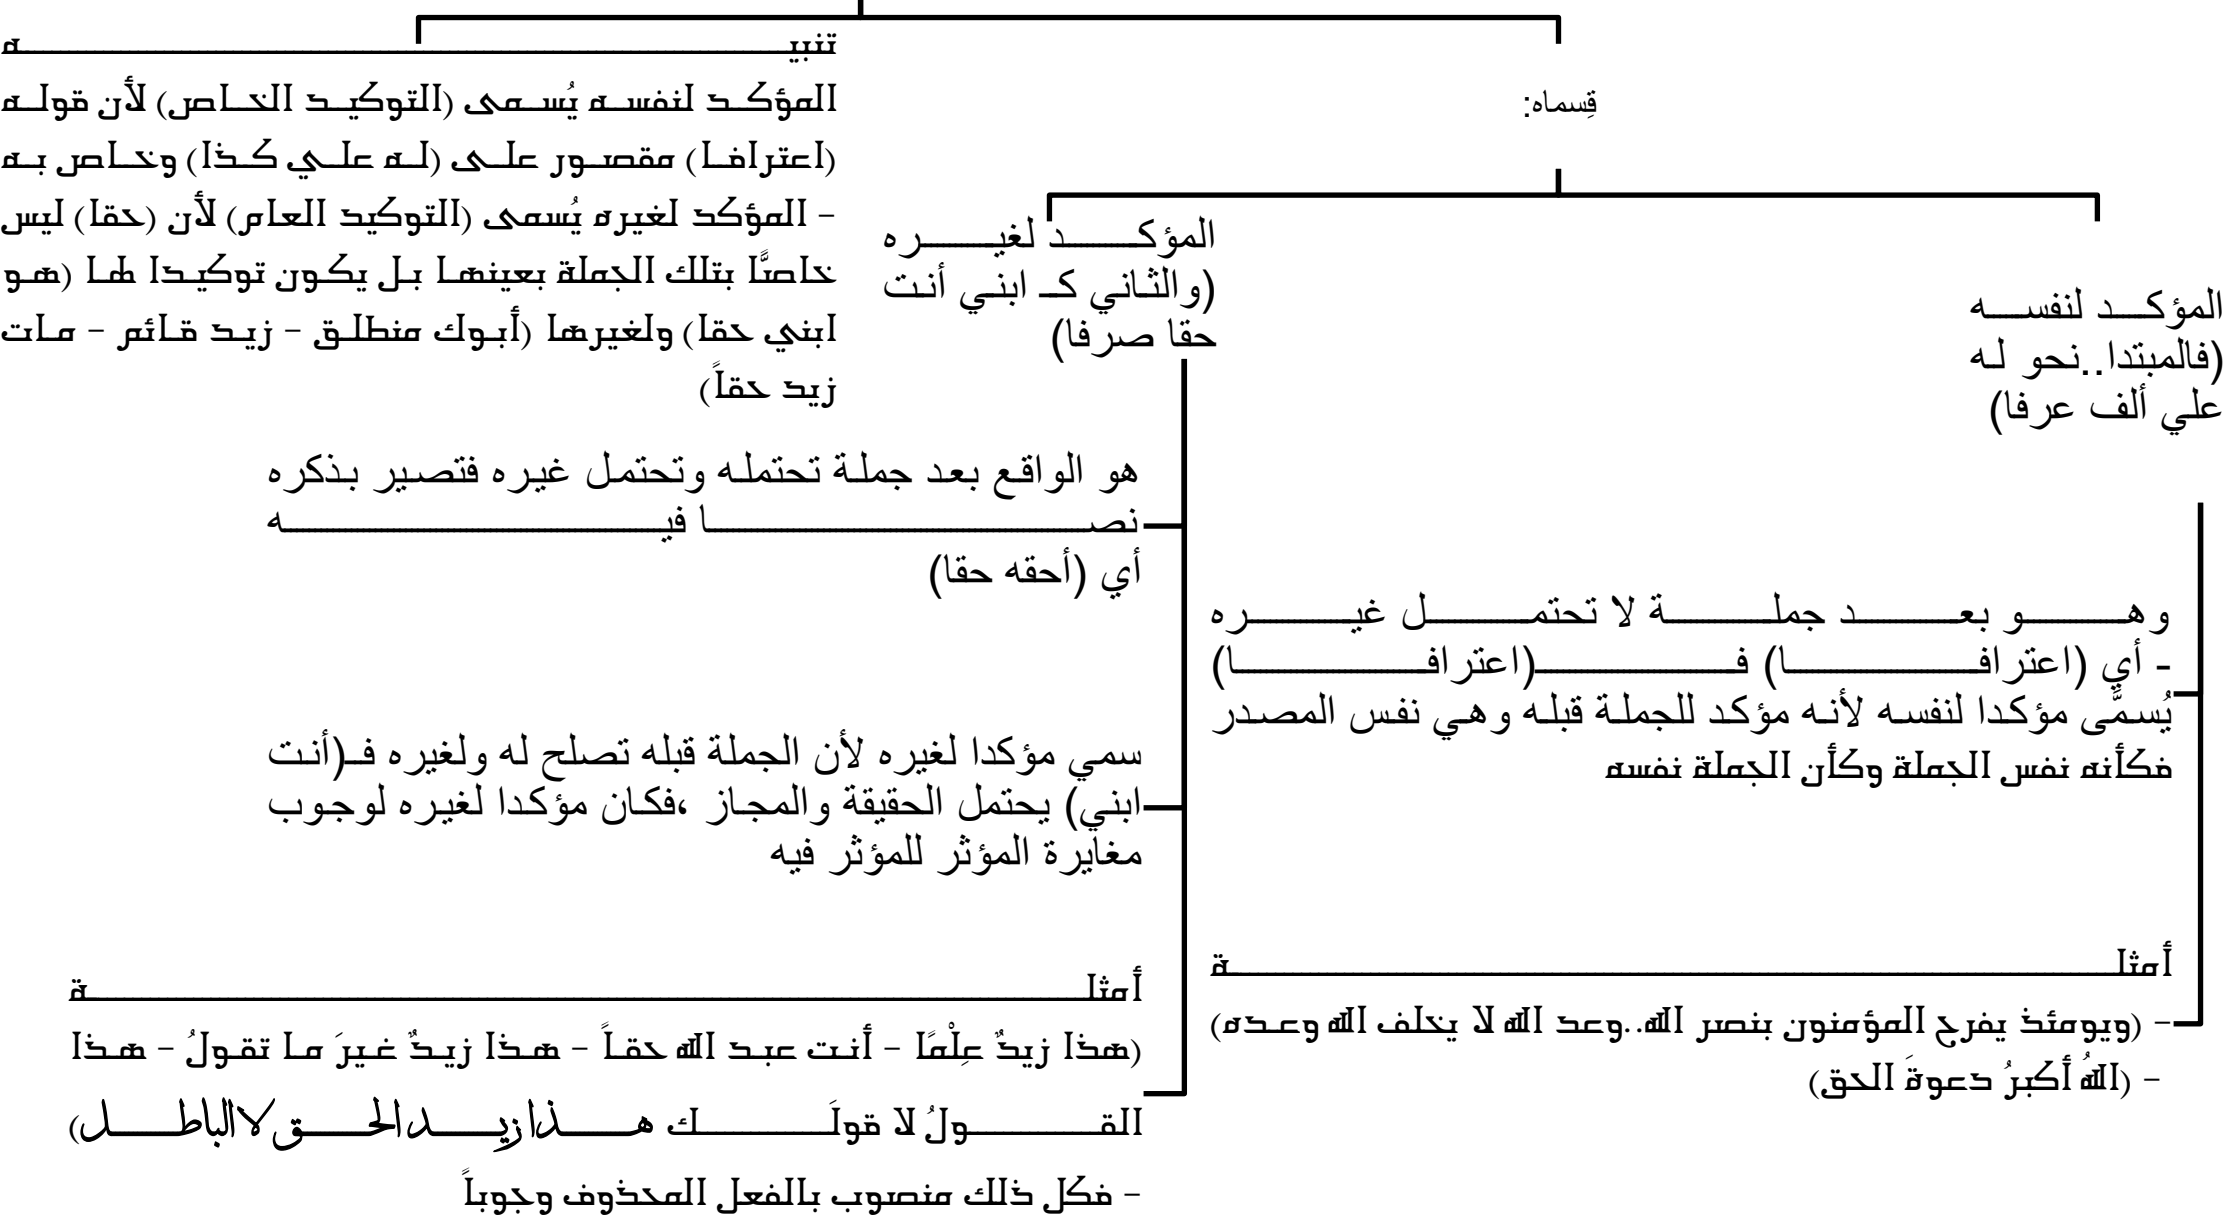 قِسماه:
المؤكد لنفسه
(فالمبتدا..نحو له
علي ألف عرفا)
وهو بعد جملة لا تحتمل غيره
- أي (اعترافا) فـ(اعترافا)
يُسمَّى مؤكدا لنفسه لأنه مؤكد للجملة قبله وهي نفس المصدر
فكأنه نفس الجملة وكأن الجملة نفسه
أمثلة
- (ويومئذ يفرح المؤمنون بنصر الله..وعد الله لا يخلف الله وعده)
- (اللهُ أكبرُ دعوةَ الحق)
المؤكد لغيره
(والثاني كـ ابني أنت
حقا صرفا)
هو الواقع بعد جملة تحتمله وتحتمل غيره فتصير بذكره
نصا فيه
أي (أحقه حقا)
سمي مؤكدا لغيره لأن الجملة قبله تصلح له ولغيره فـ(أنت
ابني) يحتمل الحقيقة والمجاز ،فكان مؤكدا لغيره لوجوب
مغايرة المؤثر للمؤثر فيه
أمثلة
(هذا زيدٌ عِلْمًا - أنت عبد الله حقاً - هذا زيدٌ غيرَ ما تقولُ - هذا
القولُ لا قولَك هذا زيد الحق لا الباطل)
- فكل ذلك منصوب بالفعل المحذوف وجوباً
تنبيه
المؤكد لنفسه يُسمى (التوكيد الخاص) لأن قوله
(اعترافا) مقصور على (له علي كذا) وخاص به
- المؤكد لغيره يُسمى (التوكيد العام) لأن (حقا) ليس
خاصًّا بتلك الجملة بعينها بل يكون توكيدا لها (هو
ابني حقا) ولغيرها (أبوك منطلق - زيد قائم - مات
زيد حقاً)